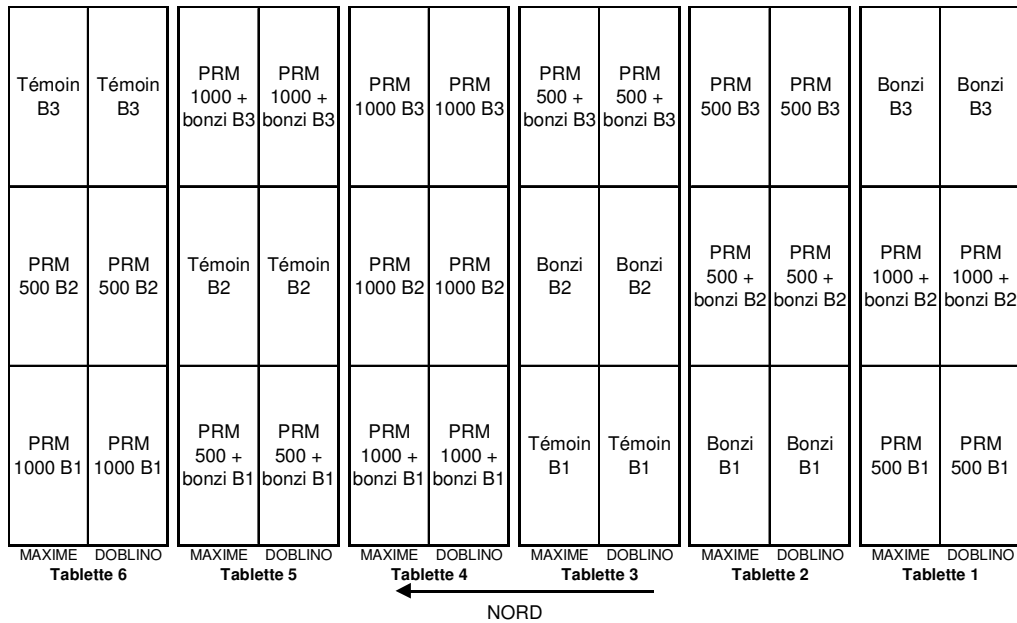 Témoin B3
Témoin B3
PRM 1000 + bonzi B3
PRM 1000 + bonzi B3
PRM 1000 B3
PRM 1000 B3
PRM 500 + bonzi B3
PRM 500 + bonzi B3
PRM 500 B3
PRM 500 B3
Bonzi B3
Bonzi B3
PRM 500 B2
PRM 500 B2
Témoin B2
Témoin B2
PRM 1000 B2
PRM 1000 B2
Bonzi B2
Bonzi B2
PRM 500 + bonzi B2
PRM 500 + bonzi B2
PRM 1000 + bonzi B2
PRM 1000 + bonzi B2
PRM 1000 B1
PRM 1000 B1
PRM 500 + bonzi B1
PRM 500 + bonzi B1
PRM 1000 + bonzi B1
PRM 1000 + bonzi B1
Témoin B1
Témoin B1
Bonzi B1
Bonzi B1
PRM 500 B1
PRM 500 B1
MAXIME DOBLINO MAXIME DOBLINO MAXIME DOBLINO MAXIME DOBLINO MAXIME DOBLINO MAXIME DOBLINO
Tablette 6 Tablette 5 Tablette 4 Tablette 3 Tablette 2 Tablette 1
NORD